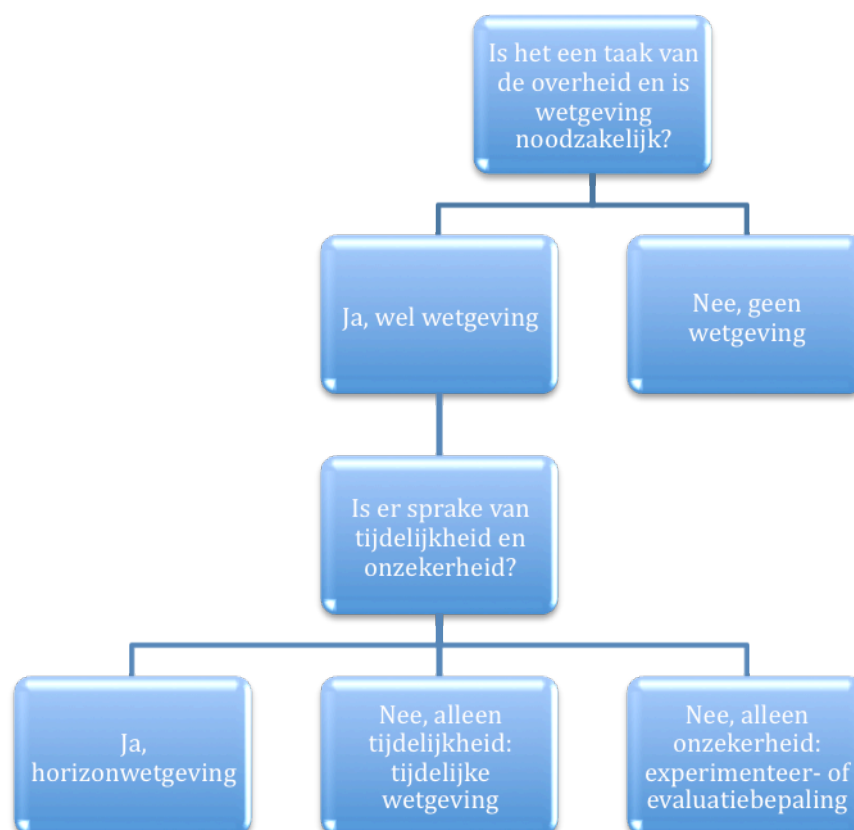 Is het een taak van
de overheid en is
wetgeving
noodzakelijk?
Ja, wel wetgeving
Nee, geen
wetgeving
Is er sprake van
tijdelijkheid en
onzekerheid?
Ja,
horizonwetgeving
Nee, alleen
tijdelijkheid:
tijdelijke
wetgeving
Nee, alleen
onzekerheid:
experimenteer- of
evaluatiebepaling